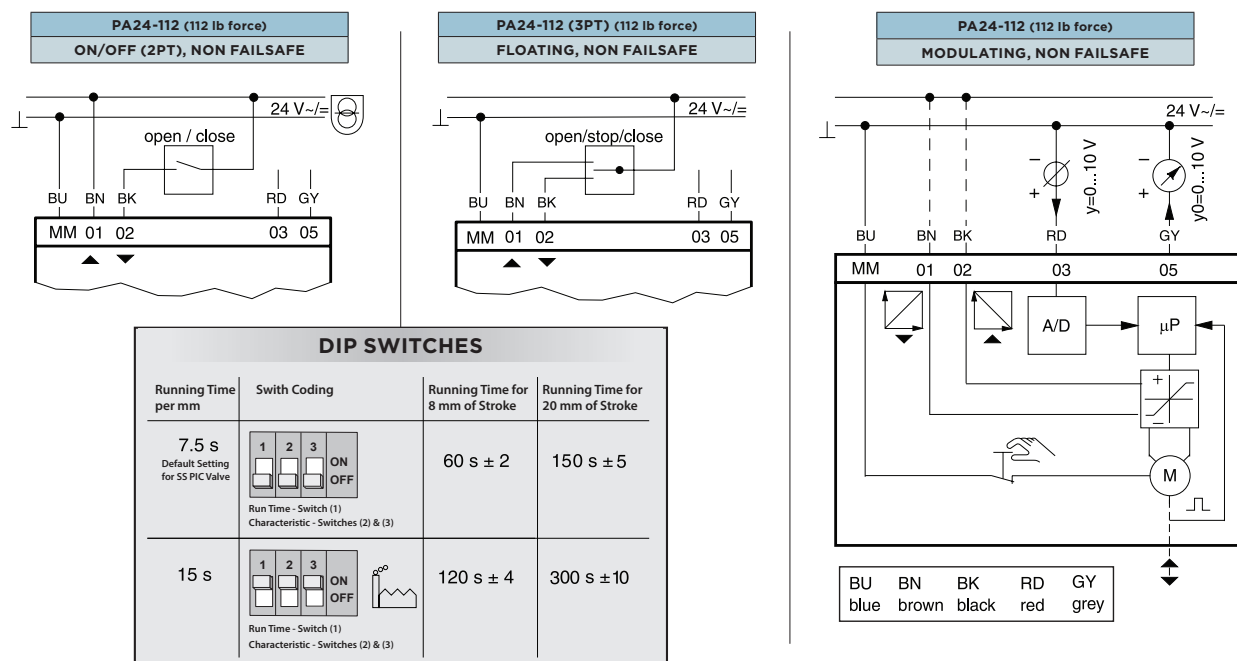 PA24-112 (112 lb force)
ON/OFF (2PT), NON FAILSAFE
24 V~/=
⊥
open / close
BU BN BK RD GY
MM 01 02 03 05
PA24-112 (3PT) (112 lb force)
FLOATING, NON FAILSAFE
24 V~/=
⊥
open/stop/close
BU BN BK RD GY
MM 01 02 03 05
PA24-112 (112 lb force)
MODULATING, NON FAILSAFE
24 V~/=
⊥
− −
+ +
y=0...10 V
y0=0...10 V
BU BN BK RD GY
MM 01 02 03 05
A/D µP
+
−
M
BU BN BK RD GY
blue brown black red grey
DIP SWITCHES
Running Time
per mm
Swith Coding
Running Time for
8 mm of Stroke
Running Time for
20 mm of Stroke
7.5 s
Default Setting
for SS PIC Valve
1 2 3
ON
OFF
Run Time - Switch (1)
Characteristic - Switches (2) & (3)
60 s ± 2
150 s ± 5
15 s
1 2 3
ON
OFF
Run Time - Switch (1)
Characteristic - Switches (2) & (3)
120 s ± 4
300 s ±10